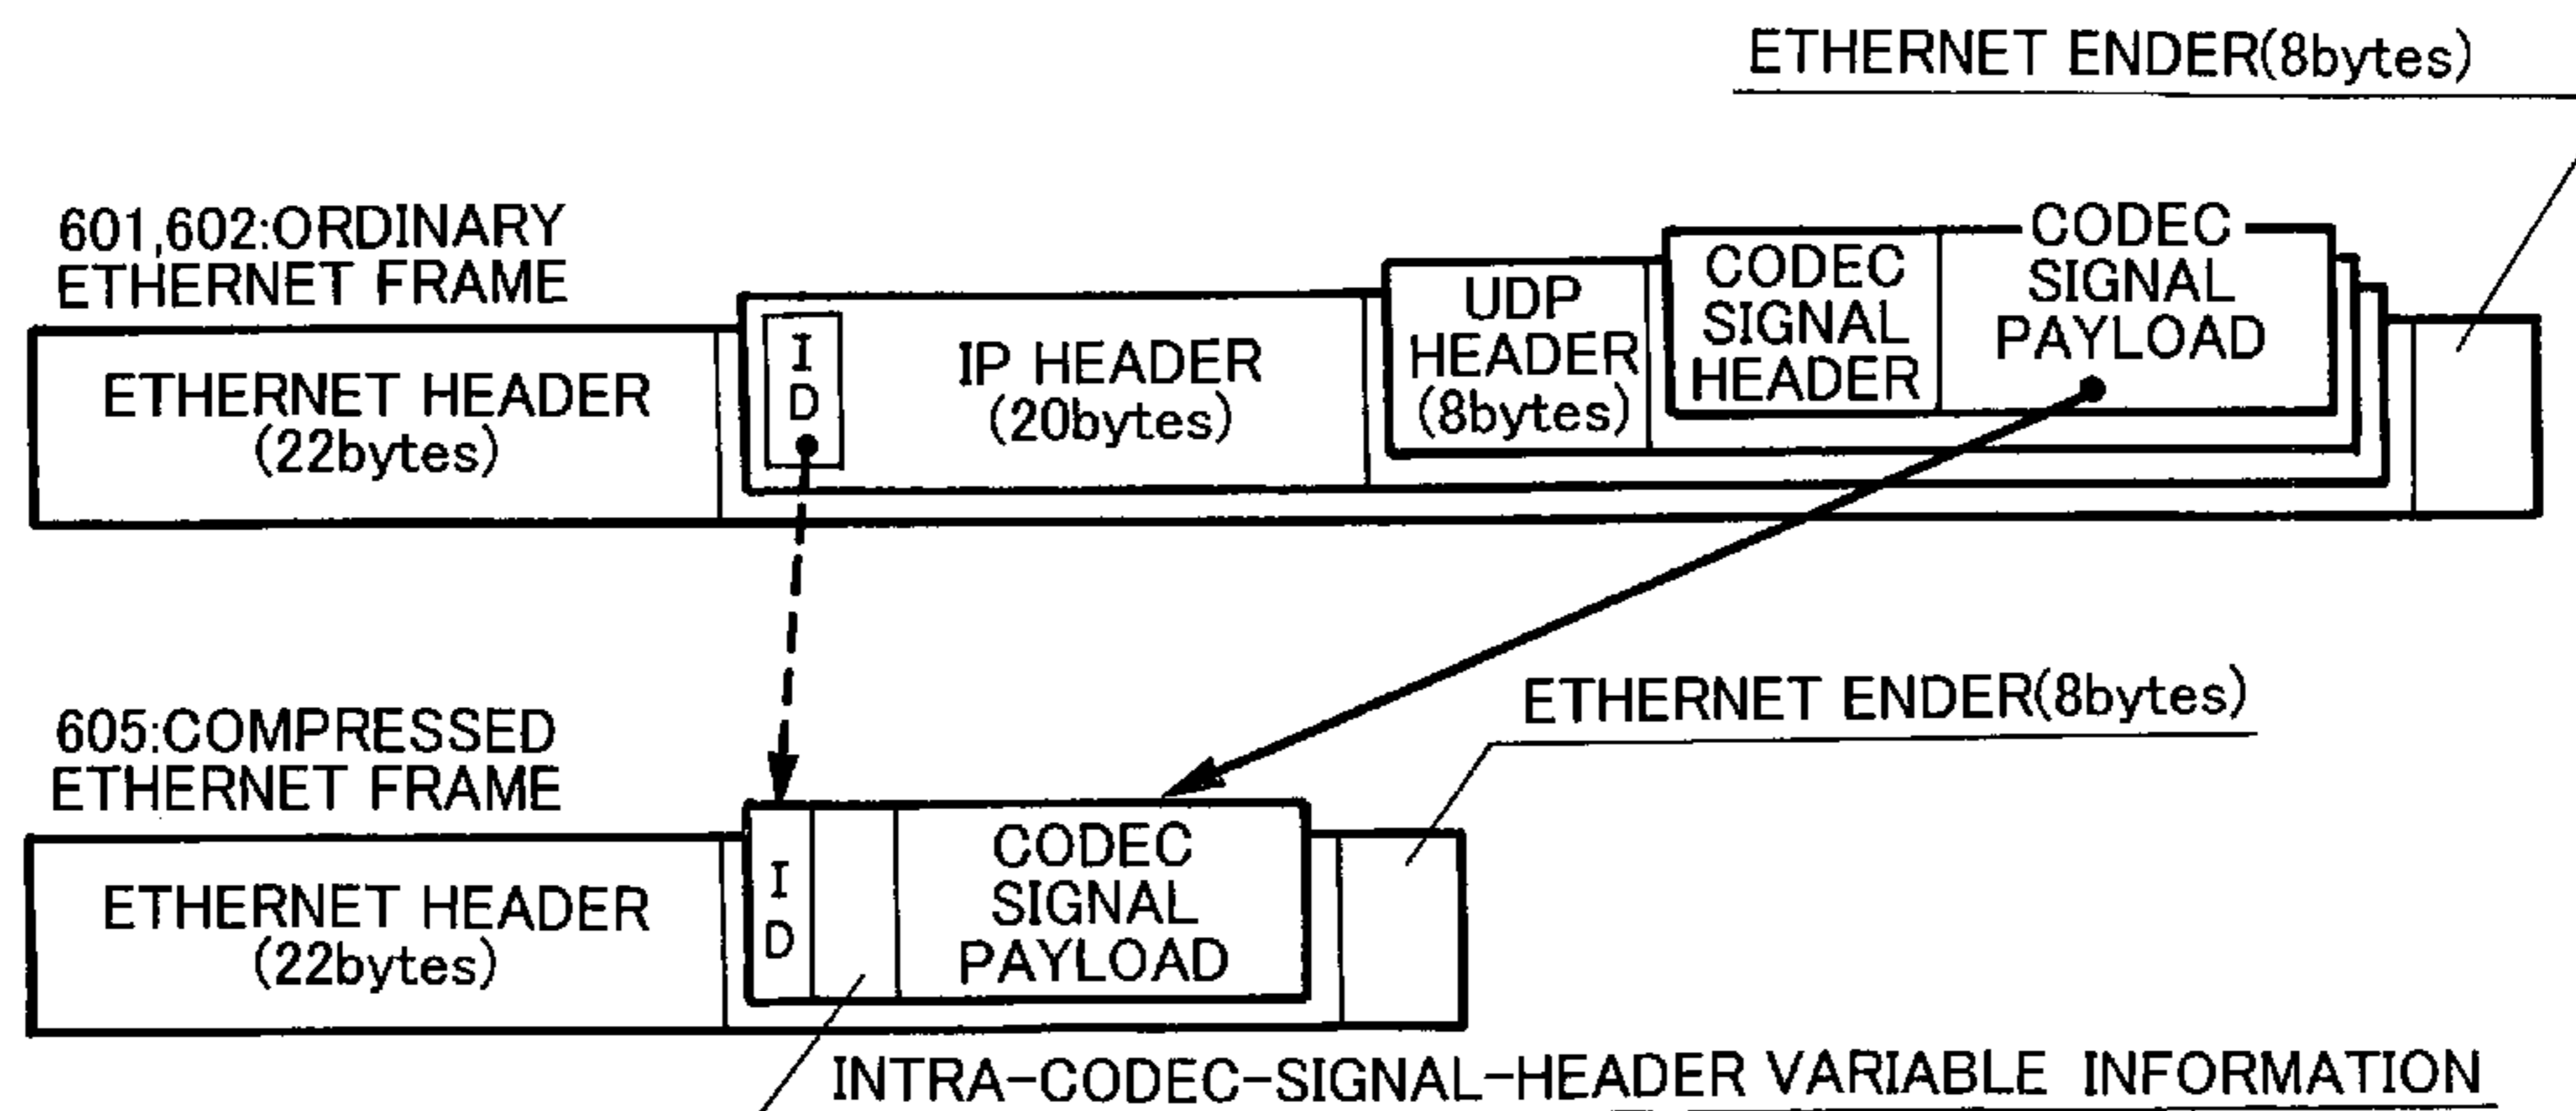 ETHERNET ENDER(8bytes)
601,602:ORDINARY
ETHERNET FRAME
ETHERNET HEADER
(22bytes)
I
D
IP HEADER
(20bytes)
UDP
HEADER
(8bytes)
CODEC
SIGNAL
HEADER
CODEC
SIGNAL
PAYLOAD
605:COMPRESSED
ETHERNET FRAME
ETHERNET ENDER(8bytes)
ETHERNET HEADER
(22bytes)
I
D
CODEC
SIGNAL
PAYLOAD
INTRA-CODEC-SIGNAL-HEADER VARIABLE INFORMATION